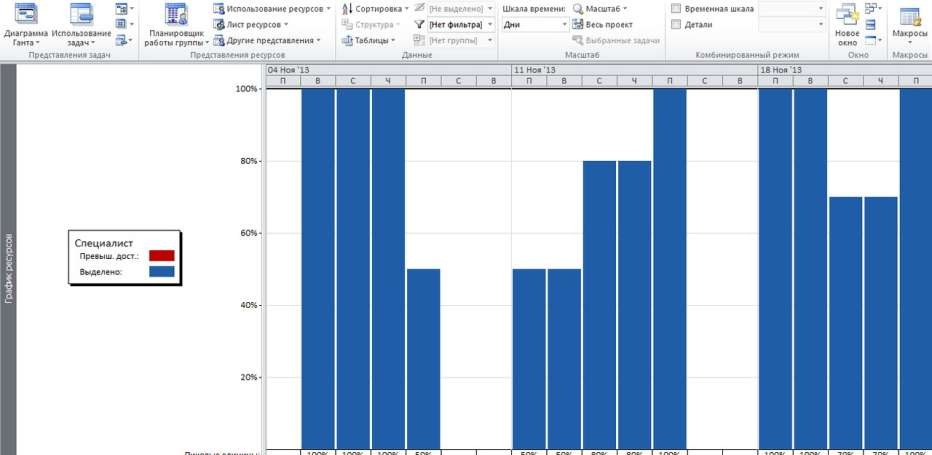 Диаграмма Ганта
Использование задач
Представления задач
Планировщик работы группы
Использование ресурсов
Лист ресурсов
Другие представления
Представления ресурсов
Сортировка
Структура
Таблицы
[Не выделено]
[Нет фильтра]
[Нет группы]
Данные
Шкала времени:
Дни
Масштаб
Весь проект
Выбранные задачи
Масштаб
Временная шкала
Детали
Комбинированный режим
Новое окно
Окно
Макросы
Макросы
04 Ноя '13
11 Ноя '13
18 Ноя '13
П В С Ч П С В П В С Ч П С В П В С Ч П
100%
80%
60%
40%
20%
График ресурсов
Специалист
Превыш. дост.:
Выделено:
Пиковые единицы:
100% 100% 100% 50% 50% 50% 80% 80% 100% 100% 100% 70% 70% 100%